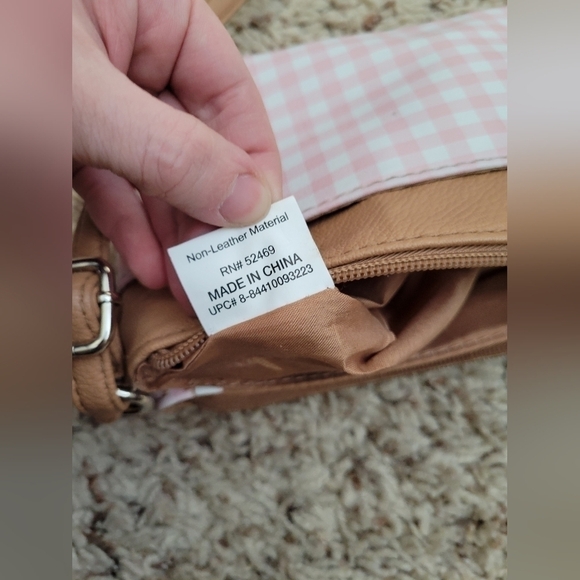 Non-Leather Material
RN# 52469
MADE IN CHINA
UPC# 8-84410093223